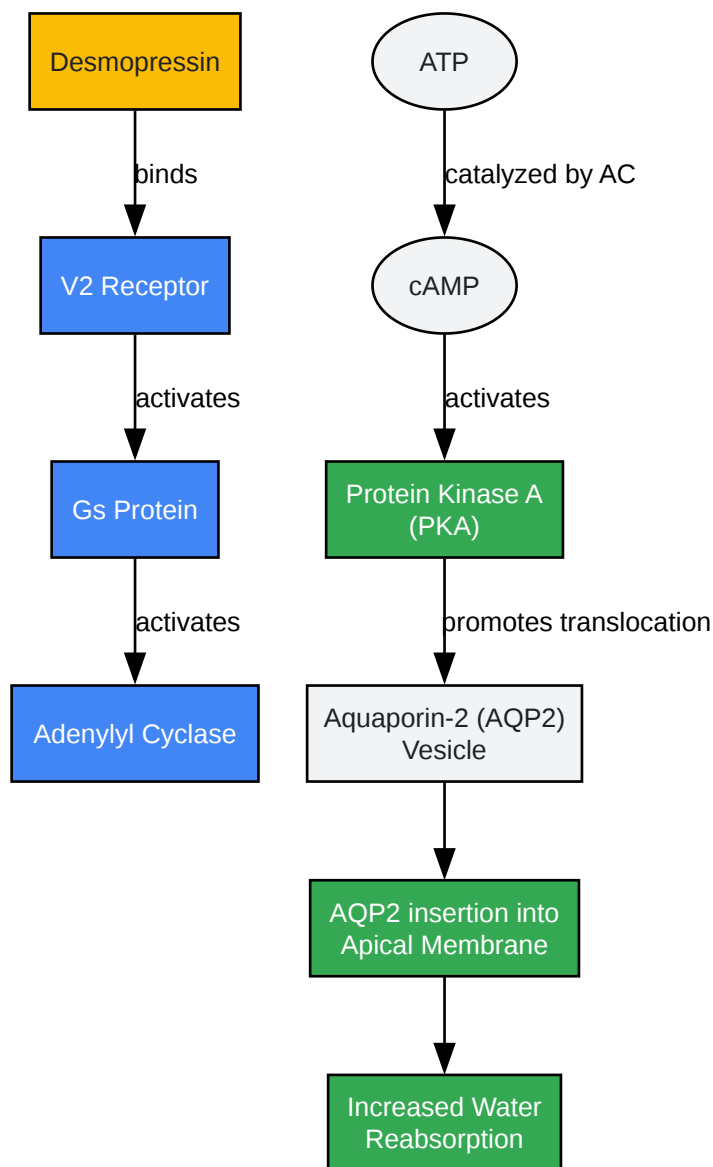 Desmopressin
binds
V2 Receptor
activates
Gs Protein
activates
Adenylyl Cyclase
ATP
catalyzed by AC
cAMP
activates
Protein Kinase A
(PKA)
promotes translocation
Aquaporin-2 (AQP2)
Vesicle
AQP2 insertion into
Apical Membrane
Increased Water
Reabsorption